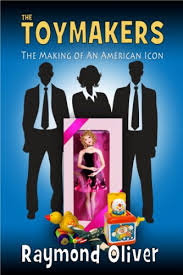 THE
TOYMAKERS
THE MAKING OF AN AMERICAN ICON
RAYMOND OLIVER